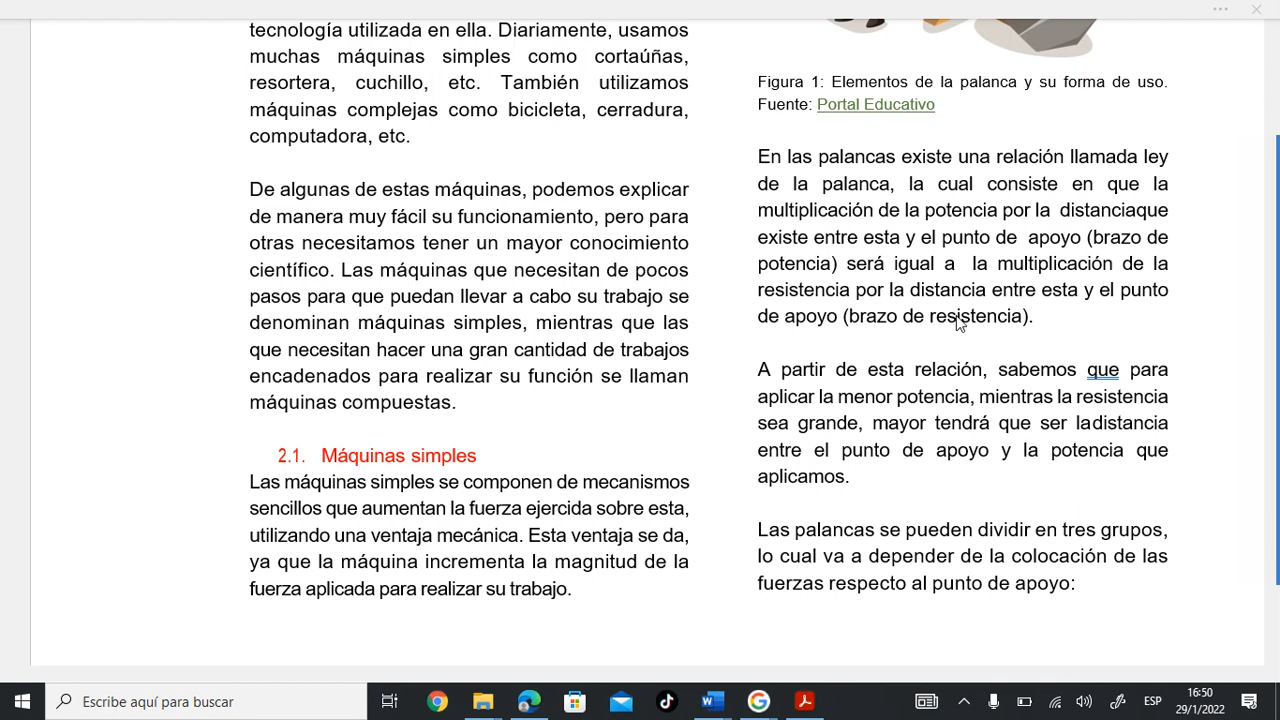 tecnología utilizada en ella. Diariamente, usamos
muchas máquinas simples como cortaúñas,
resortera, cuchillo, etc. También utilizamos
máquinas complejas como bicicleta, cerradura,
computadora, etc.
De algunas de estas máquinas, podemos explicar
de manera muy fácil su funcionamiento, pero para
otras necesitamos tener un mayor conocimiento
científico. Las máquinas que necesitan de pocos
pasos para que puedan llevar a cabo su trabajo se
denominan máquinas simples, mientras que las
que necesitan hacer una gran cantidad de trabajos
encadenados para realizar su función se llaman
máquinas compuestas.
2.1. Máquinas simples
Las máquinas simples se componen de mecanismos
sencillos que aumentan la fuerza ejercida sobre esta,
utilizando una ventaja mecánica. Esta ventaja se da,
ya que la máquina incrementa la magnitud de la
fuerza aplicada para realizar su trabajo.
Figura 1: Elementos de la palanca y su forma de uso.
Fuente: Portal Educativo
En las palancas existe una relación llamada ley
de la palanca, la cual consiste en que la
multiplicación de la potencia por la distanciaque
existe entre esta y el punto de apoyo (brazo de
potencia) será igual a la multiplicación de la
resistencia por la distancia entre esta y el punto
de apoyo (brazo de resistencia).
A partir de esta relación, sabemos que para
aplicar la menor potencia, mientras la resistencia
sea grande, mayor tendrá que ser ladistancia
entre el punto de apoyo y la potencia que
aplicamos.
Las palancas se pueden dividir en tres grupos,
lo cual va a depender de la colocación de las
fuerzas respecto al punto de apoyo:
Escribe aquí para buscar
W
ESP
16:50
29/1/2022